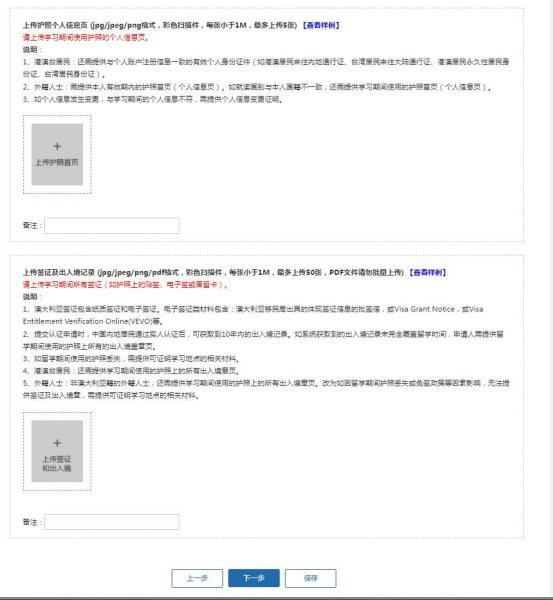 上传护照个人信息页 (jpg/jpeg/png格式，彩色扫描件，每张小于1M，最多上传5张) 【查看样例】
请上传学习期间使用护照的个人信息页。
说明：
1、港澳台居民：还需提供与个人账户注册信息一致的有效个人身份证件（如港澳居民来往内地通行证、台湾居民来往大陆通行证、港澳居民永久性居民身
份证、台湾居民身份证）。
2、外籍人士：需提供本人有效期内的护照首页（个人信息页）。如就读国别与本人国籍不一致，还需提供学习期间使用的护照首页（个人信息页）。
3、如个人信息发生变更，与学习期间的个人信息不符，需提供个人信息变更证明。
+
上传护照首页
备注：
上传签证及出入境记录 (jpg/jpeg/png/pdf格式，彩色扫描件，每张小于1M，最多上传50张，PDF文件请勿批量上传) 【查看样例】
请上传学习期间所有签证（如护照上的贴签、电子签或居留卡）。
说明：
1、澳大利亚签证包含纸质签证和电子签证。电子签证类材料包含：澳大利亚移民局出具的体现签证信息的批签信，或Visa Grant Notice，或Visa
Entitlement Verification Online(VEVO)等。
2、提交认证申请时，中国内地居民通过实人认证后，可获取到10年内的出入境记录。如系统获取到的出入境记录未完全覆盖留学时间，申请人需提供留
学期间使用的护照上所有的出入境盖章页。
3、如留学期间使用的护照丢失，需提供可证明学习地点的相关材料。
4、港澳台居民：还需提供学习期间使用的护照上的所有出入境章页。
5、外籍人士：非澳大利亚籍的外籍人士，还需提供学习期间使用的护照上的所有出入境章页。改为如因留学期间护照丢失或免签政策等因素影响，无法提
供签证及出入境章，需提供可证明学习地点的相关材料。
+
上传签证
和出入境
备注：
上一步 下一步 保存